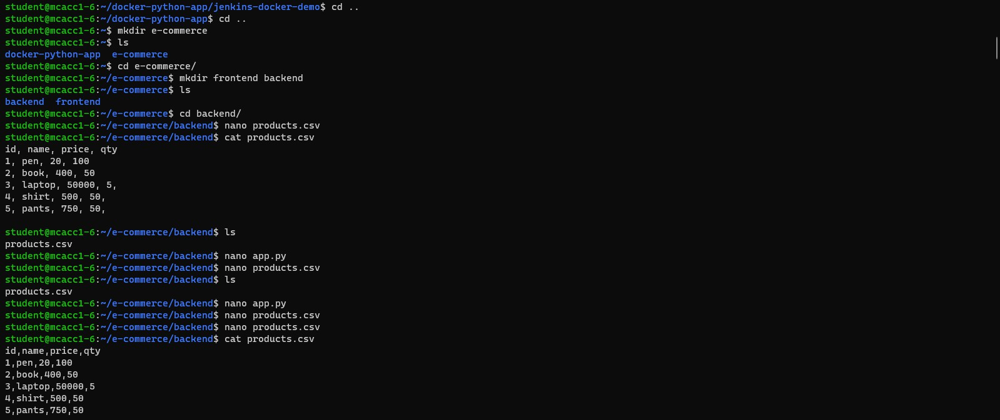 student@mcacc1-6:~/docker-python-app/jenkins-docker-demo$ cd ..
student@mcacc1-6:~/docker-python-app$ cd ..
student@mcacc1-6:~$ mkdir e-commerce
student@mcacc1-6:~$ ls
docker-python-app  e-commerce
student@mcacc1-6:~$ cd e-commerce/
student@mcacc1-6:~/e-commerce$ mkdir frontend backend
student@mcacc1-6:~/e-commerce$ ls
backend  frontend
student@mcacc1-6:~/e-commerce$ cd backend/
student@mcacc1-6:~/e-commerce/backend$ nano products.csv
student@mcacc1-6:~/e-commerce/backend$ cat products.csv
id, name, price, qty
1, pen, 20, 100
2, book, 400, 50
3, laptop, 50000, 5,
4, shirt, 500, 50,
5, pants, 750, 50,

student@mcacc1-6:~/e-commerce/backend$ ls
products.csv
student@mcacc1-6:~/e-commerce/backend$ nano app.py
student@mcacc1-6:~/e-commerce/backend$ nano products.csv
student@mcacc1-6:~/e-commerce/backend$ ls
products.csv
student@mcacc1-6:~/e-commerce/backend$ nano app.py
student@mcacc1-6:~/e-commerce/backend$ nano products.csv
student@mcacc1-6:~/e-commerce/backend$ nano products.csv
student@mcacc1-6:~/e-commerce/backend$ cat products.csv
id,name,price,qty
1,pen,20,100
2,book,400,50
3,laptop,50000,5
4,shirt,500,50
5,pants,750,50